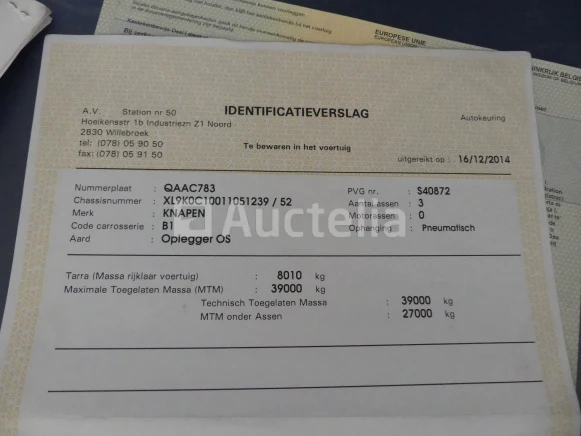 EUROPESE UNIE
A.V. Station nr 50
IDENTIFICATIEVERSLAG
Autokeuring
Hoeikensstr 1b Industriezn Z1 Noord
2830 Willebroek
tel: (078) 05 90 50
fax: (078) 05 91 50
Te bewaren in het voertuig
uitgereikt op : 16/12/2014
Nummerplaat : QAAC783
PVG nr. : S40872
Chassisnummer : XL9K0C10011051239 / 52
Aantal assen : 3
Merk : KNAPEN
Motorassen : 0
Code carrosserie : B1
Ophanging : Pneumatisch
Aard : Oplegger OS
Auctelia
Tarra (Massa rijklaar voertuig) : 8010 kg
Maximale Toegelaten Massa (MTM) : 39000 kg
Technisch Toegelaten Massa : 39000 kg
MTM onder Assen : 27000 kg